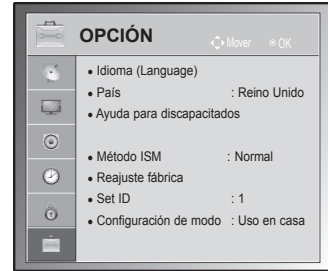 OPCIÓN
Mover OK
• Idioma (Language)
• País : Reino Unido
• Ayuda para discapacitados
• Método ISM : Normal
• Reajuste fábrica
• Set ID : 1
• Configuración de modo : Uso en casa